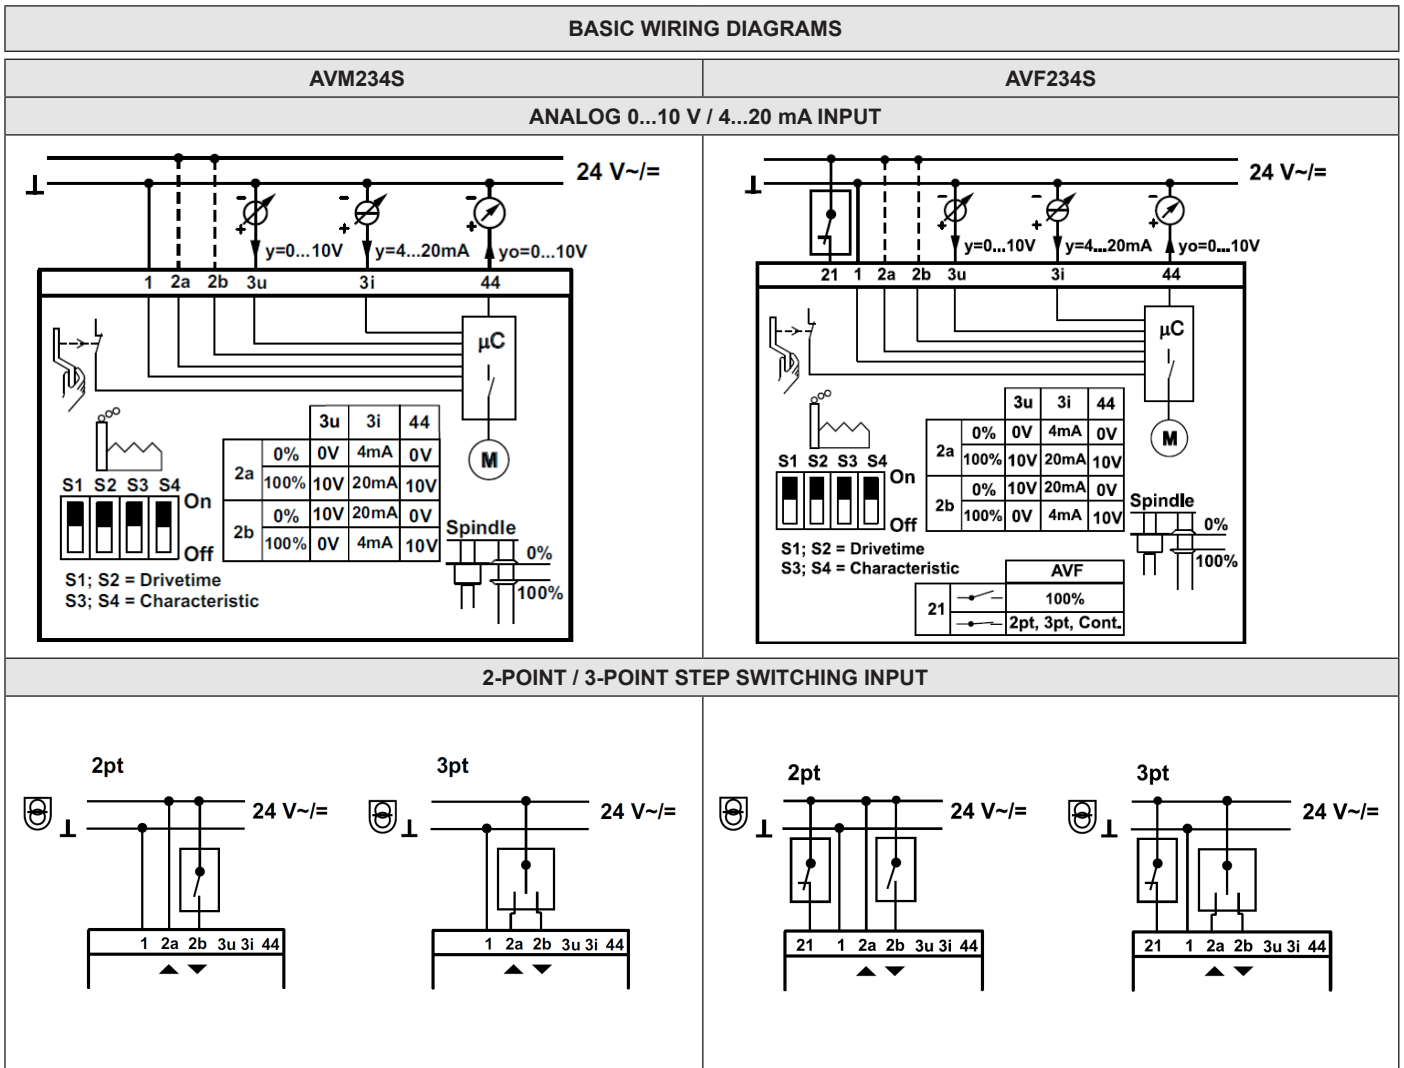 BASIC WIRING DIAGRAMS
AVM234S
AVF234S
ANALOG 0...10 V / 4...20 mA INPUT
24 V~/=
- - -
+ + +
y=0...10V y=4...20mA yo=0...10V
1 2a 2b 3u 3i 44
µC
3u 3i 44
2a 0% 0V 4mA 0V
100% 10V 20mA 10V
2b 0% 10V 20mA 0V
100% 0V 4mA 10V
M
S1 S2 S3 S4
On
Off
S1; S2 = Drivetime
S3; S4 = Characteristic
Spindle
0%
100%
24 V~/=
- - -
+ + +
y=0...10V y=4...20mA yo=0...10V
21 1 2a 2b 3u 3i 44
µC
3u 3i 44
2a 0% 0V 4mA 0V
100% 10V 20mA 10V
2b 0% 10V 20mA 0V
100% 0V 4mA 10V
M
S1 S2 S3 S4
On
Off
S1; S2 = Drivetime
S3; S4 = Characteristic
Spindle
0%
100%
AVF
21 100%
2pt, 3pt, Cont.
2-POINT / 3-POINT STEP SWITCHING INPUT
2pt
24 V~/=
1 2a 2b 3u 3i 44
3pt
24 V~/=
1 2a 2b 3u 3i 44
2pt
24 V~/=
21 1 2a 2b 3u 3i 44
3pt
24 V~/=
21 1 2a 2b 3u 3i 44